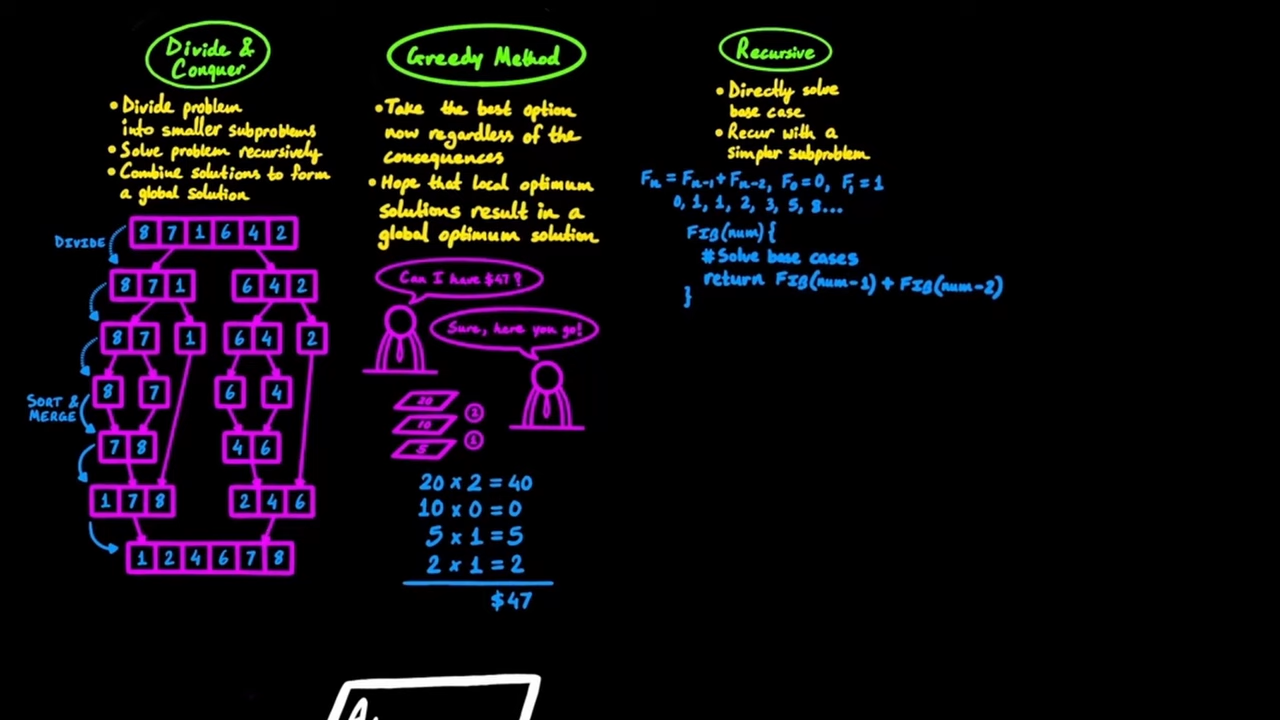 Divide &
Conquer
• Divide problem
into smaller subproblems
• Solve problem recursively
• Combine solutions to form
a global solution
DIVIDE
8 7 1 6 4 2
8 7 1 6 4 2
8 7 1 6 4 2
8 7 6 4
SORT &
MERGE
7 8 4 6
1 7 8 2 4 6
1 2 4 6 7 8
Greedy Method
• Take the best option
now regardless of the
consequences
• Hope that local optimum
solutions result in a
global optimum solution
Can I have $47?
Sure, here you go!
20
10
5
2
1
20 x 2 = 40
10 x 0 = 0
5 x 1 = 5
2 x 1 = 2
$47
Recursive
• Directly solve
base case
• Recur with a
simpler subproblem
Fn = Fn-1 + Fn-2, F0 = 0, F1 = 1
0, 1, 1, 2, 3, 5, 8...
FIB(num) {
#Solve base cases
return FIB(num-1) + FIB(num-2)
}